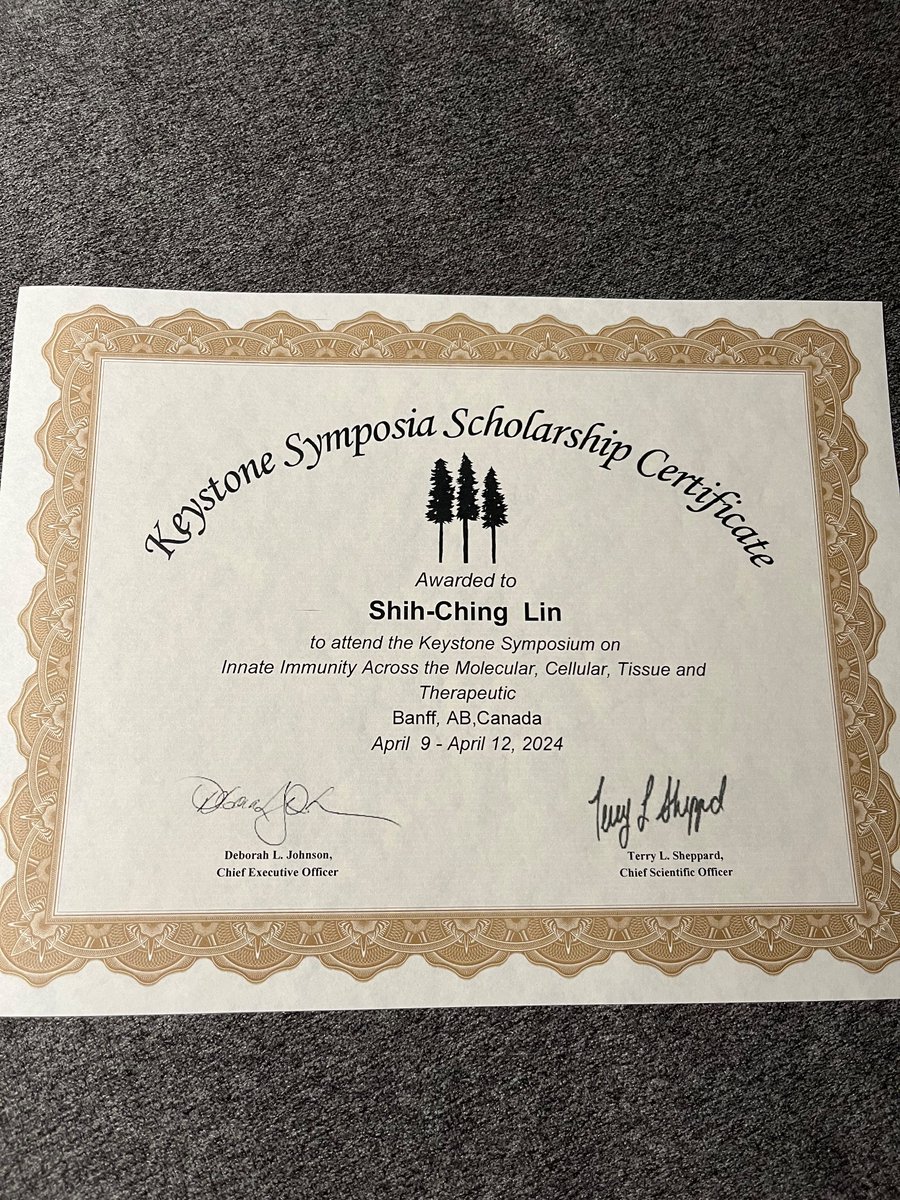 Keystone Symposia Scholarship Certificate
Awarded to
Shih-Ching Lin
to attend the Keystone Symposium on
Innate Immunity Across the Molecular, Cellular, Tissue and
Therapeutic
Banff, AB,Canada
April 9 - April 12, 2024
Terry L Sheppard
Deborah L. Johnson,
Chief Executive Officer
Terry L. Sheppard,
Chief Scientific Officer